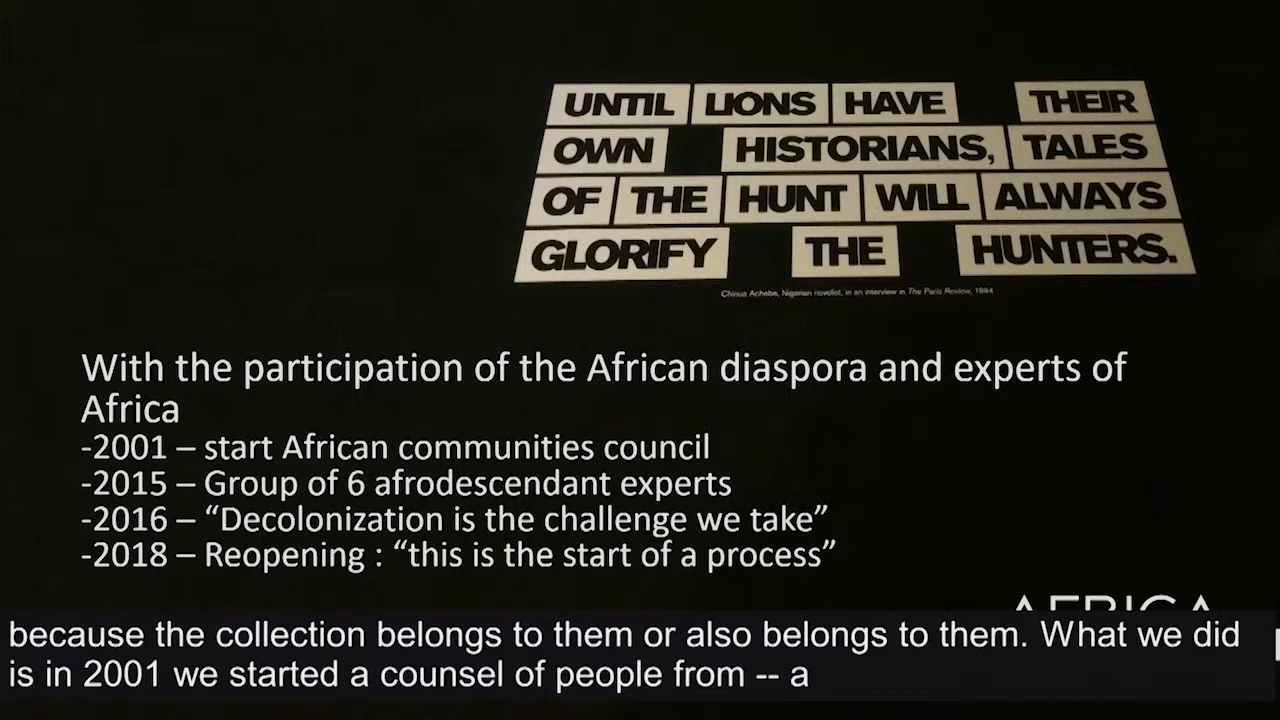 UNTIL LIONS HAVE THEIR
OWN HISTORIANS, TALES
OF THE HUNT WILL ALWAYS
GLORIFY THE HUNTERS.
Chinua Achebe, Nigerian novelist, in an interview in The Paris Review, 1994
With the participation of the African diaspora and experts of
Africa
-2001 – start African communities council
-2015 – Group of 6 afrodescendant experts
-2016 – “Decolonization is the challenge we take”
-2018 – Reopening : “this is the start of a process”
AFRICA
because the collection belongs to them or also belongs to them. What we did
is in 2001 we started a counsel of people from -- a